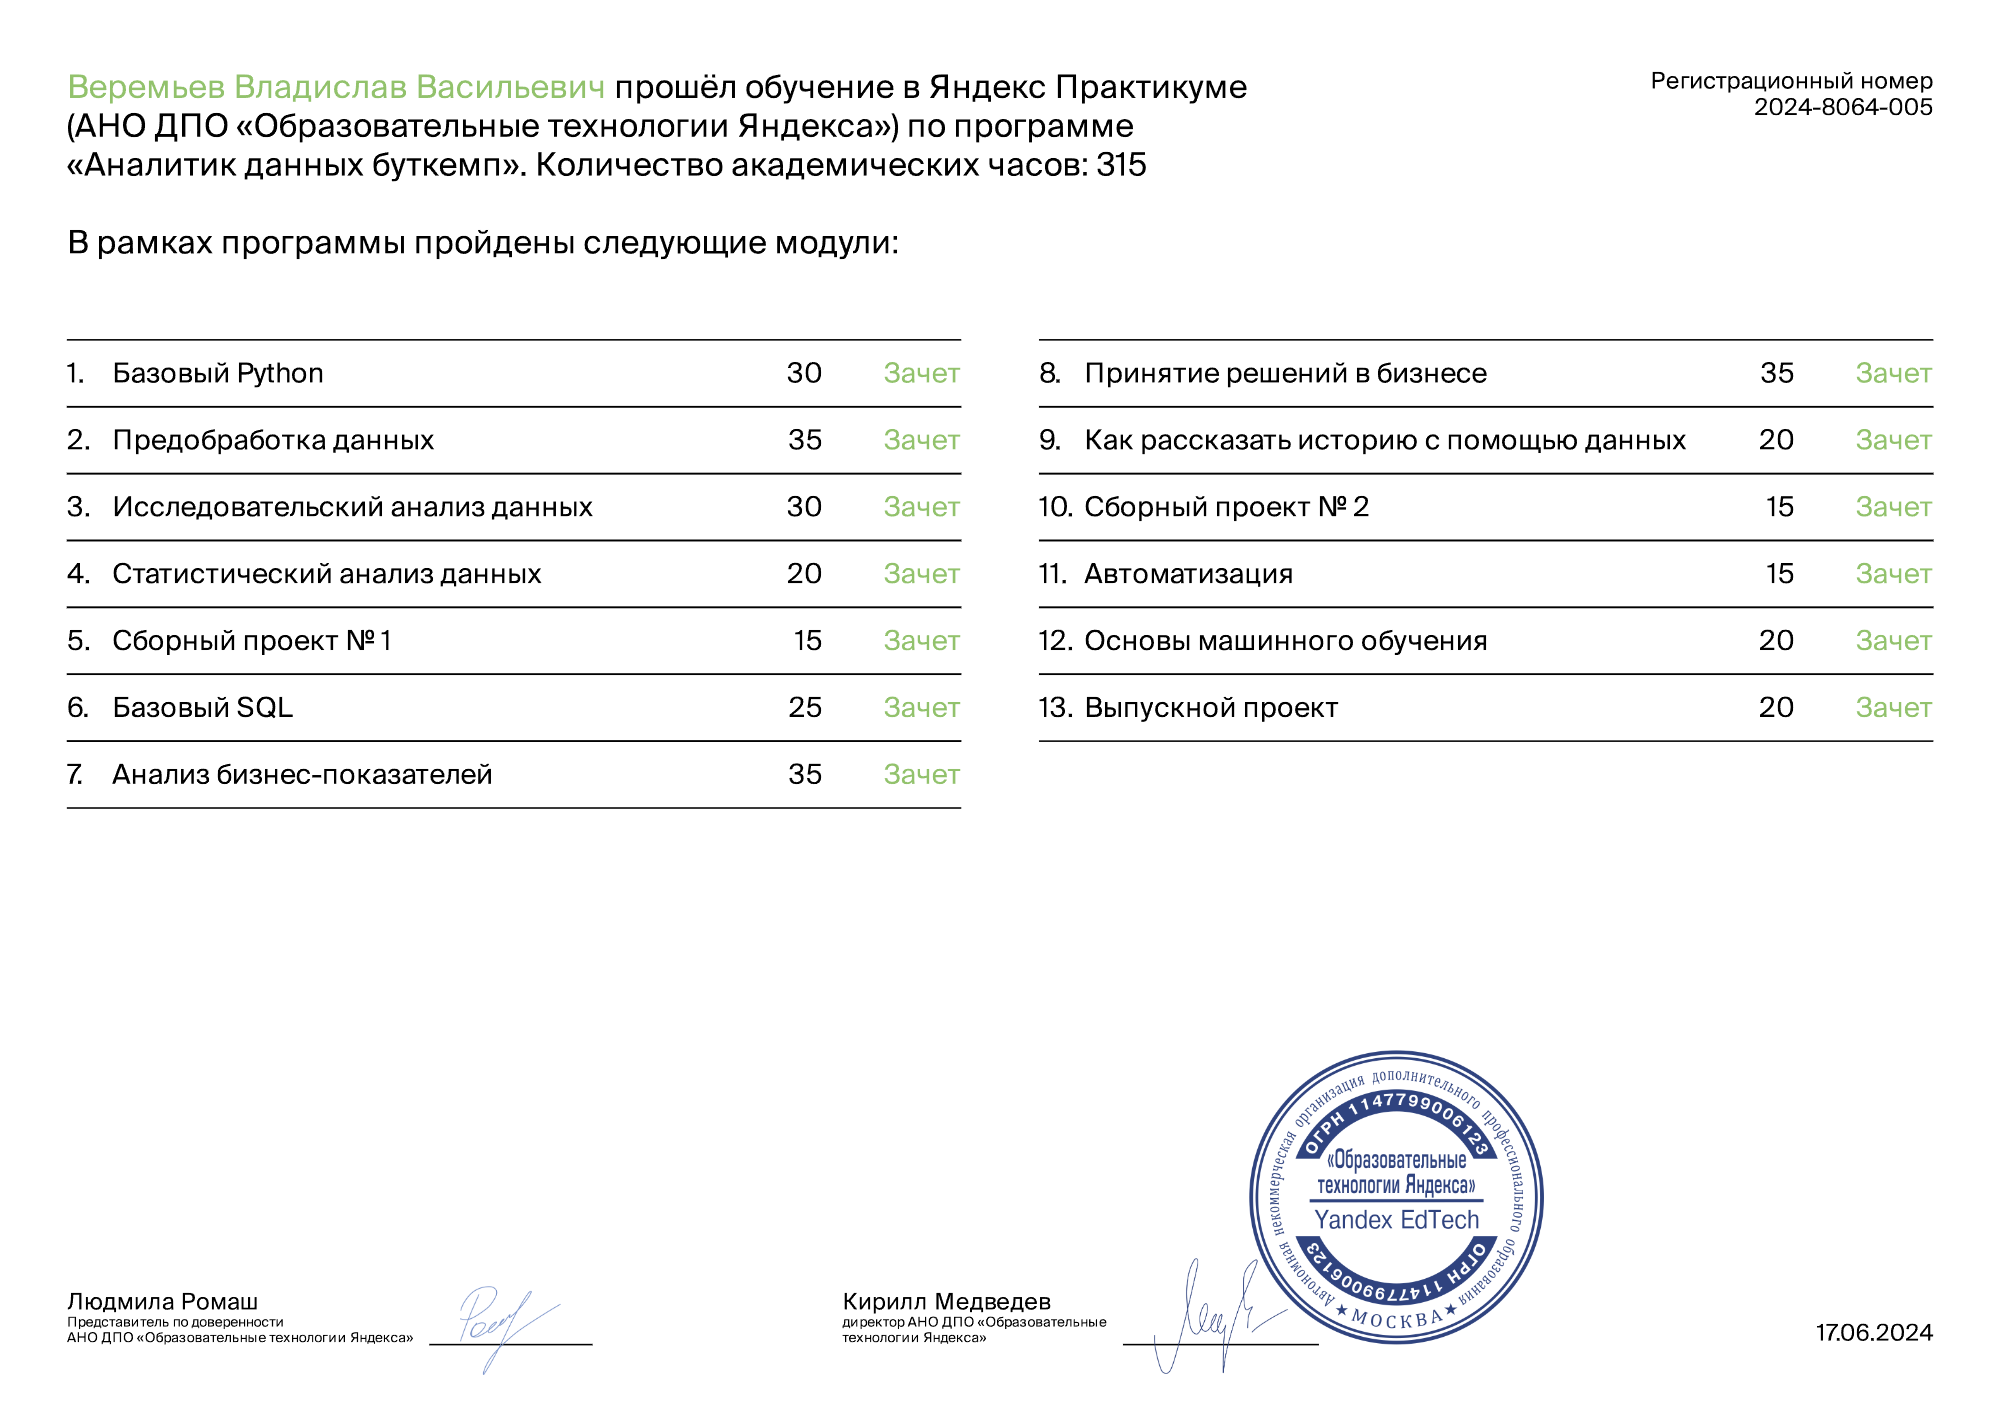 Веремьев Владислав Васильевич прошёл обучение в Яндекс Практикуме
(АНО ДПО «Образовательные технологии Яндекса») по программе
«Аналитик данных буткемп». Количество академических часов: 315
Регистрационный номер
2024-8064-005
В рамках программы пройдены следующие модули:
1. Базовый Python 30 Зачет
2. Предобработка данных 35 Зачет
3. Исследовательский анализ данных 30 Зачет
4. Статистический анализ данных 20 Зачет
5. Сборный проект № 1 15 Зачет
6. Базовый SQL 25 Зачет
7. Анализ бизнес-показателей 35 Зачет
8. Принятие решений в бизнесе 35 Зачет
9. Как рассказать историю с помощью данных 20 Зачет
10. Сборный проект № 2 15 Зачет
11. Автоматизация 15 Зачет
12. Основы машинного обучения 20 Зачет
13. Выпускной проект 20 Зачет
Людмила Ромаш
Представитель по доверенности
АНО ДПО «Образовательные технологии Яндекса»
Кирилл Медведев
директор АНО ДПО «Образовательные
технологии Яндекса»
Автономная некоммерческая организация дополнительного профессионального образования
ОГРН 1147799006123
«Образовательные
технологии Яндекса»
Yandex EdTech
ОГРН 1147799006123
★ МОСКВА ★
17.06.2024